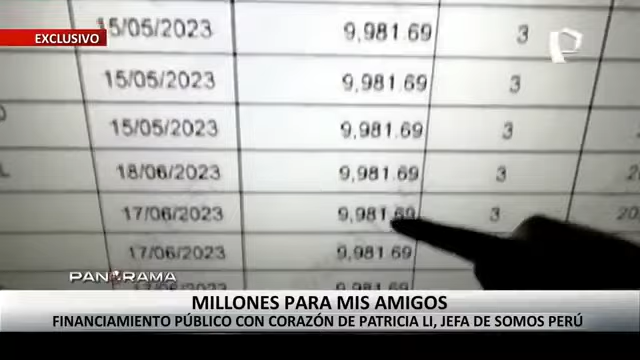 EXCLUSIVO
15/05/2023 9,981.69 3
15/05/2023 9,981.69 3
15/05/2023 9,981.69 3
18/06/2023 9,981.69 3
17/06/2023 9,981.69 3
17/06/2023 9,981.69
PANORAMA
MILLONES PARA MIS AMIGOS
FINANCIAMIENTO PÚBLICO CON CORAZÓN DE PATRICIA LI, JEFA DE SOMOS PERÚ